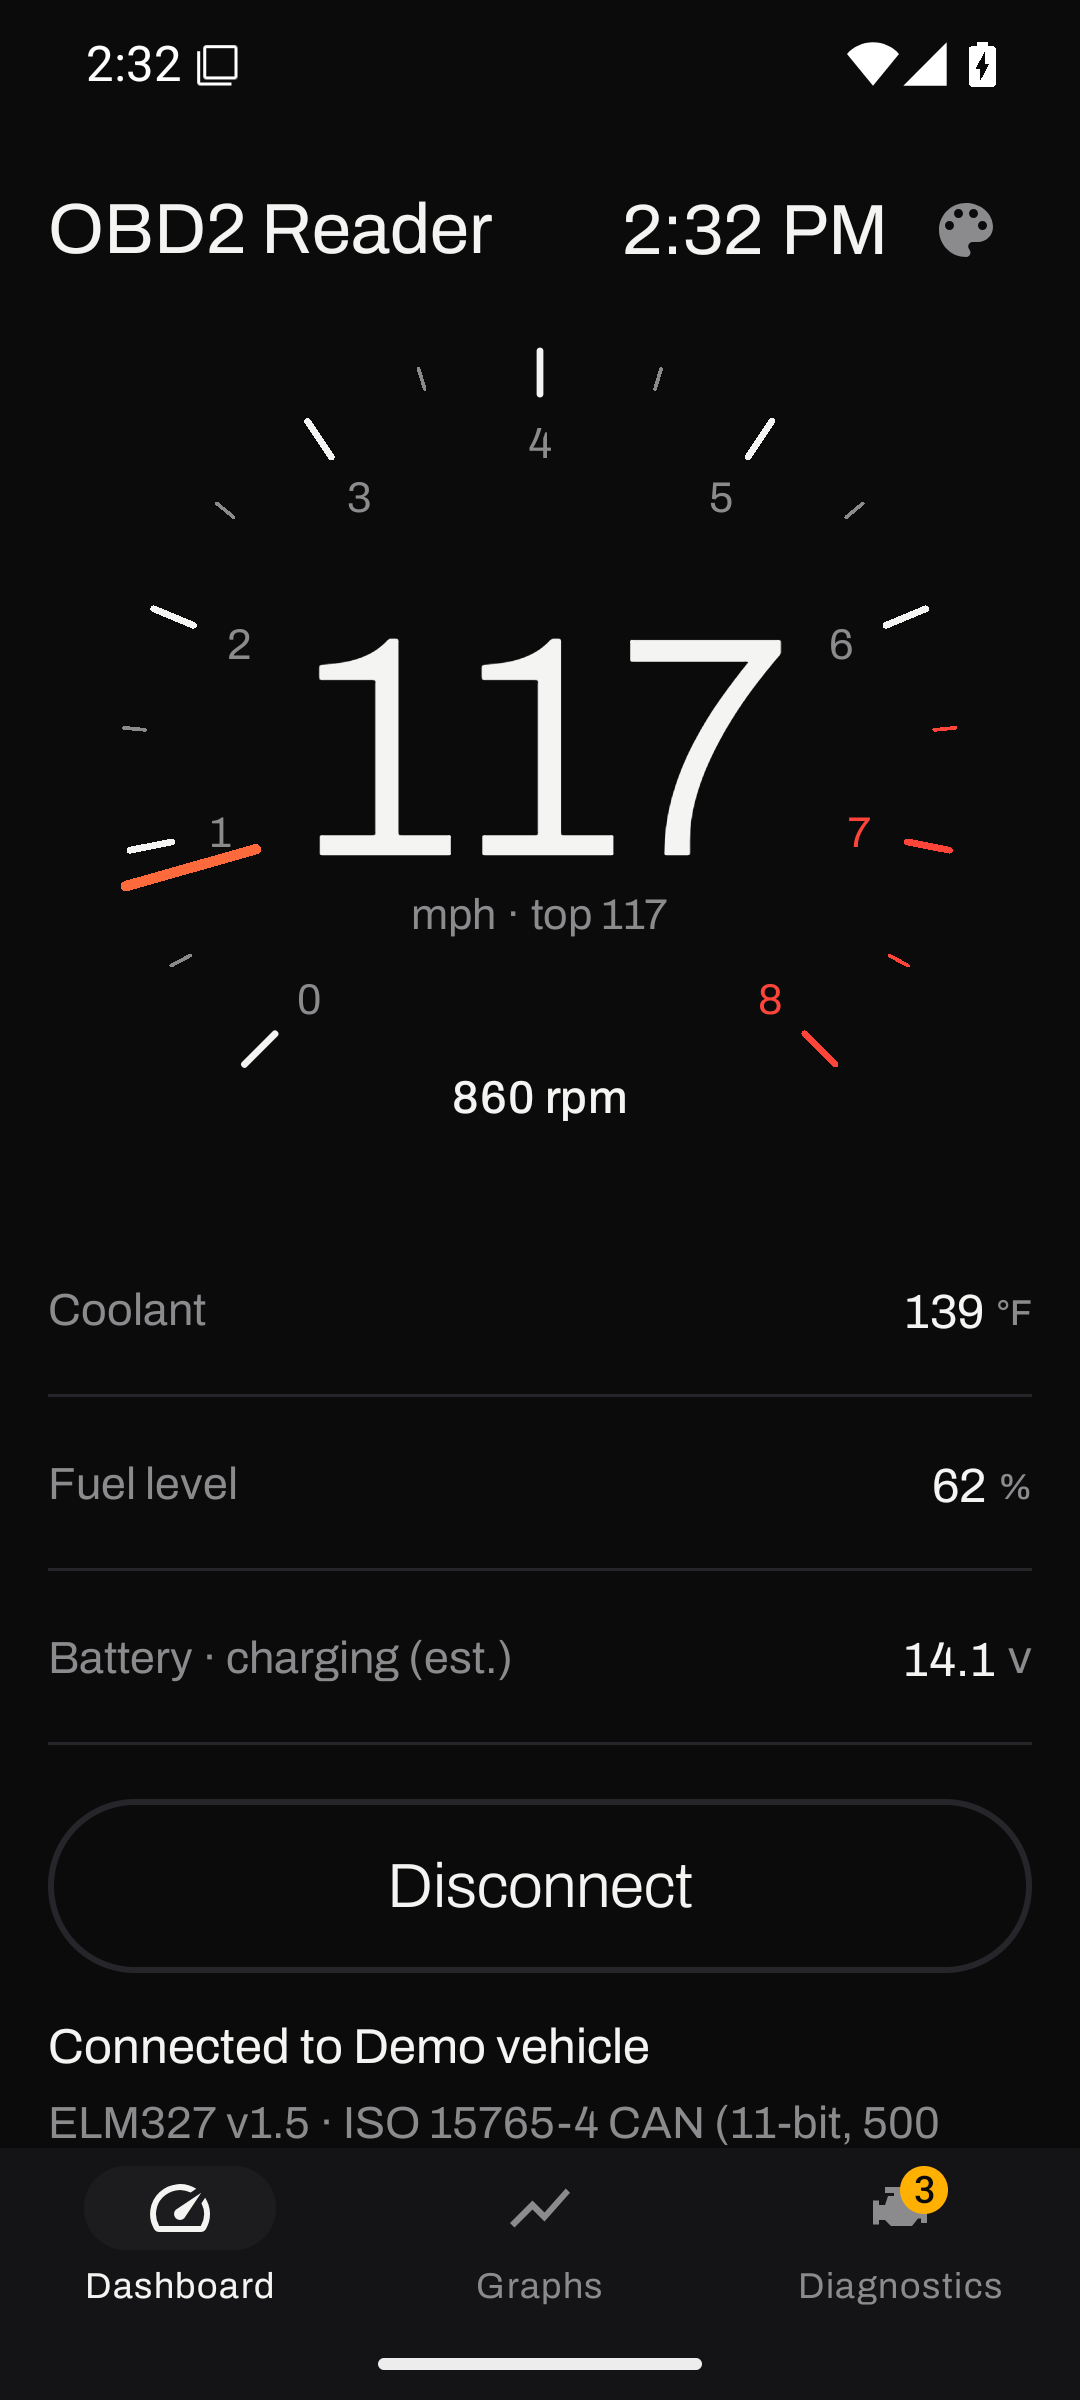 2:32
OBD2 Reader 2:32 PM
4
3 5
2 6
117
1 7
mph · top 117
0 8
860 rpm
Coolant 139 °F
Fuel level 62 %
Battery · charging (est.) 14.1 V
Disconnect
Connected to Demo vehicle
ELM327 v1.5 · ISO 15765-4 CAN (11-bit, 500
3
Dashboard Graphs Diagnostics